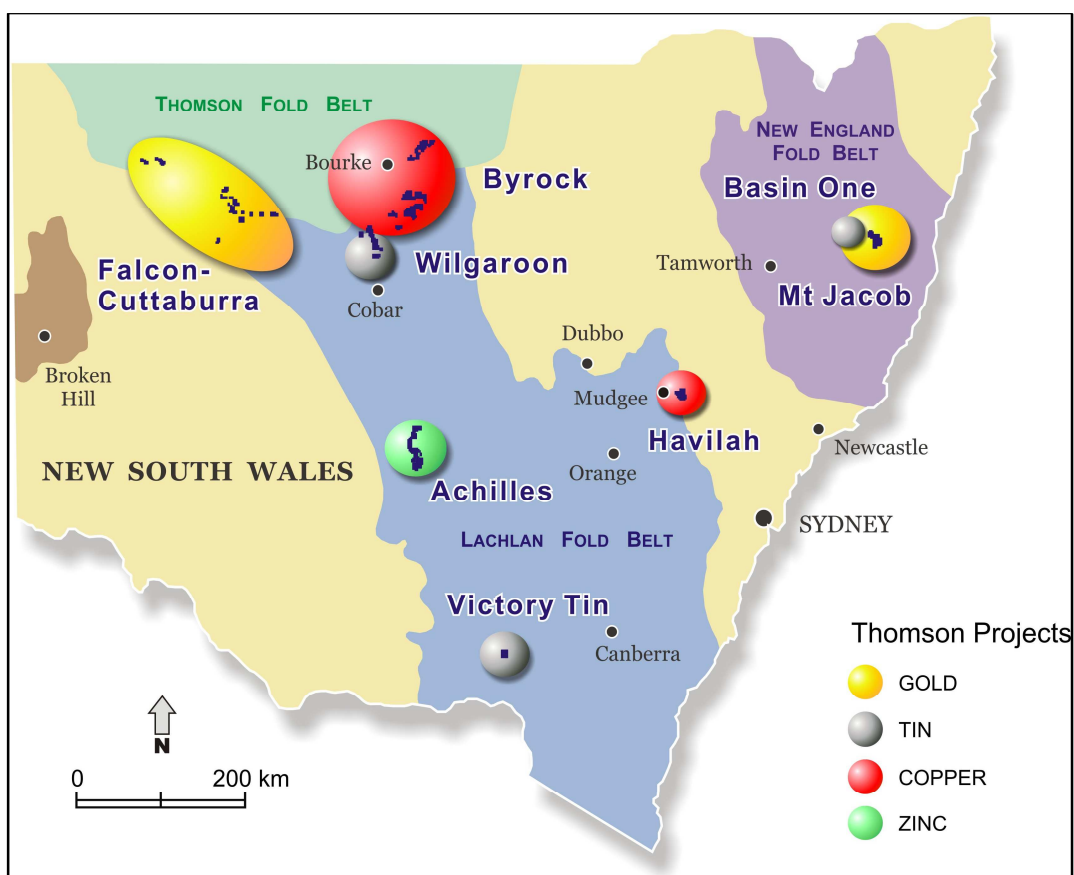 THOMSON FOLD BELT
NEW ENGLAND
FOLD BELT
Bourke
Byrock
Basin One
Falcon-
Cuttaburra
Wilgaroon
Tamworth
Mt Jacob
Cobar
Broken
Hill
Dubbo
Mudgee
Havilah
Newcastle
NEW SOUTH WALES
Achilles
Orange
SYDNEY
LACHLAN FOLD BELT
Victory Tin
Canberra
Thomson Projects
GOLD
TIN
COPPER
ZINC
N
0 200 km